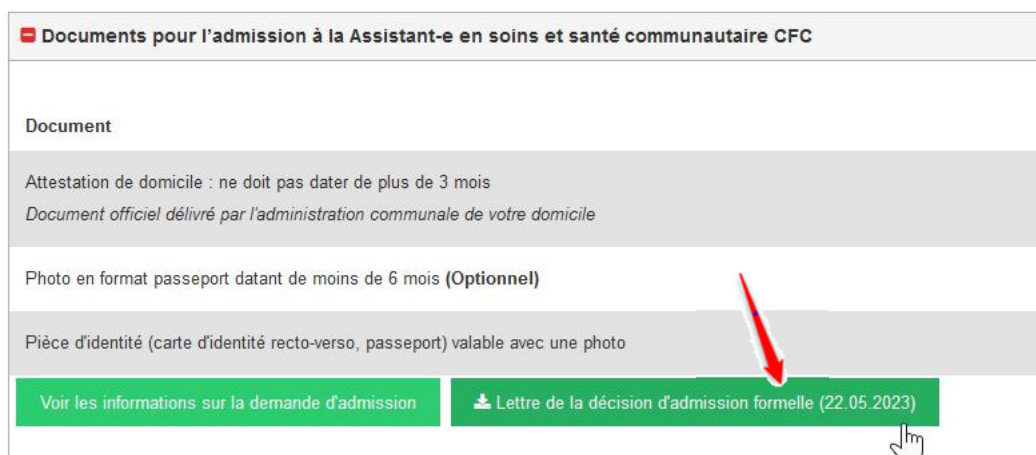 Documents pour l'admission à la Assistant-e en soins et santé communautaire CFC
Document
Attestation de domicile : ne doit pas dater de plus de 3 mois
Document officiel délivré par l'administration communale de votre domicile
Photo en format passeport datant de moins de 6 mois (Optionnel)
Pièce d'identité (carte d'identité recto-verso, passeport) valable avec une photo
Voir les informations sur la demande d'admission
Lettre de la décision d'admission formelle (22.05.2023)